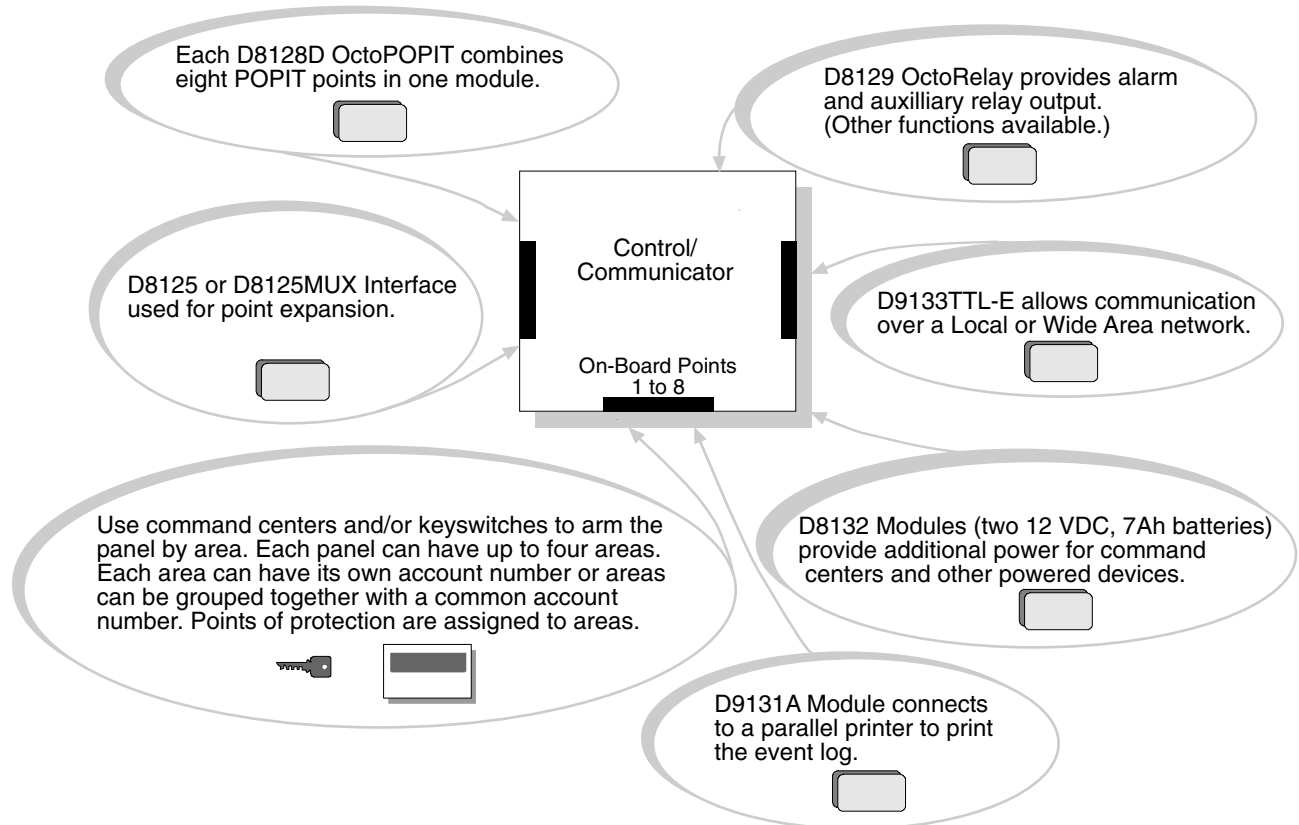 Each D8128D OctoPOPIT combines
eight POPIT points in one module.
D8129 OctoRelay provides alarm
and auxilliary relay output.
(Other functions available.)
D8125 or D8125MUX Interface
used for point expansion.
Control/
Communicator
On-Board Points
1 to 8
D9133TTL-E allows communication
over a Local or Wide Area network.
Use command centers and/or keyswitches to arm the
panel by area. Each panel can have up to four areas.
Each area can have its own account number or areas
can be grouped together with a common account
number. Points of protection are assigned to areas.
D8132 Modules (two 12 VDC, 7Ah batteries)
provide additional power for command
centers and other powered devices.
D9131A Module connects
to a parallel printer to print
the event log.